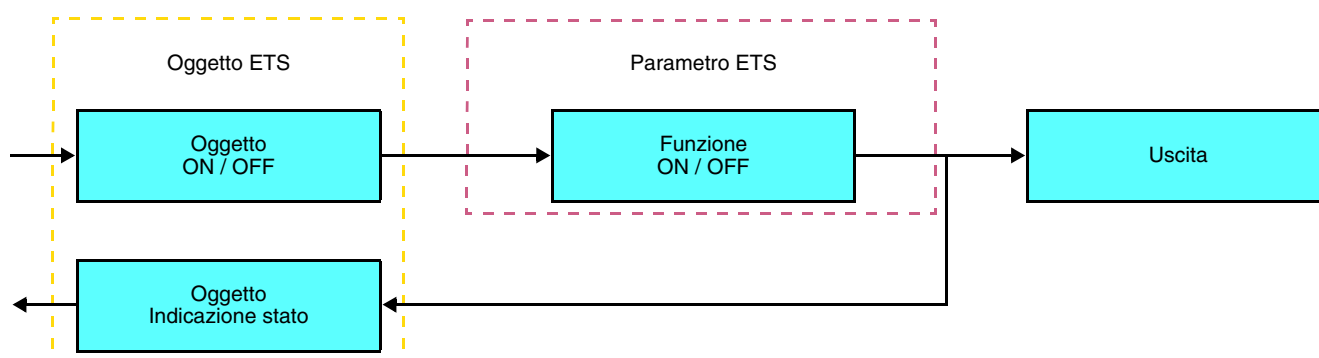 Oggetto ETS
Parametro ETS
Oggetto
ON / OFF
Funzione
ON / OFF
Uscita
Oggetto
Indicazione stato